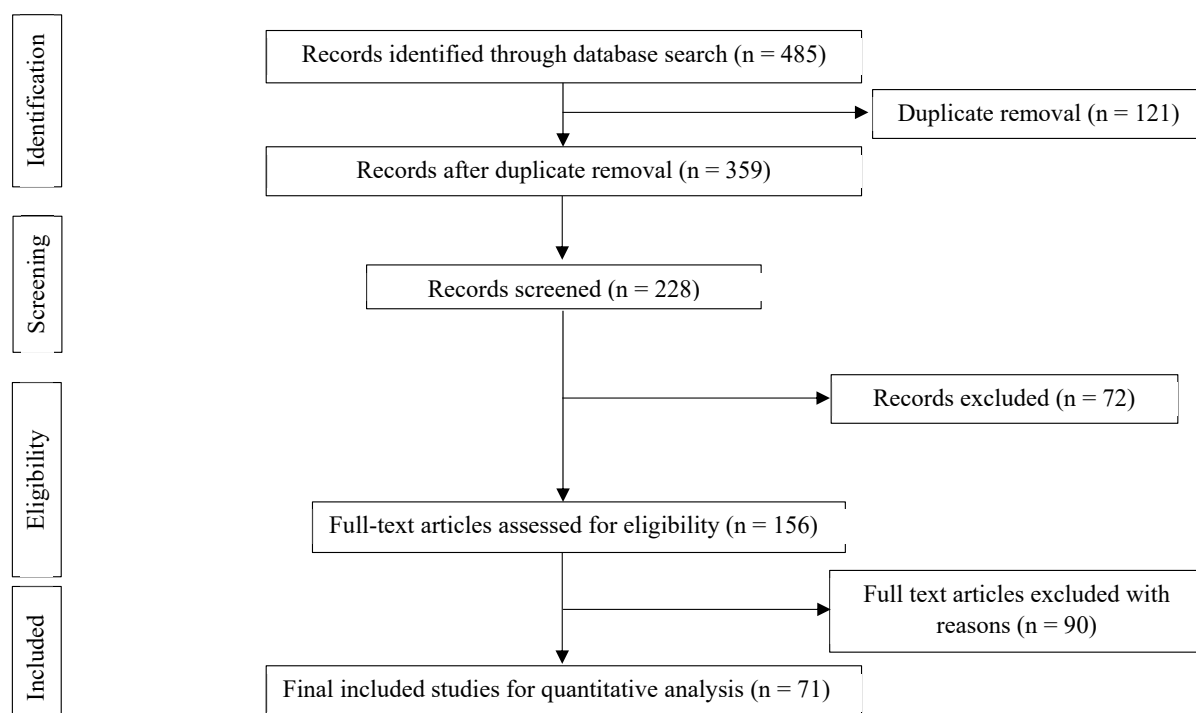 Identification
Records identified through database search (n = 485)
Duplicate removal (n = 121)
Records after duplicate removal (n = 359)
Screening
Records screened (n = 228)
Eligibility
Records excluded (n = 72)
Full-text articles assessed for eligibility (n = 156)
Included
Full text articles excluded with
reasons (n = 90)
Final included studies for quantitative analysis (n = 71)